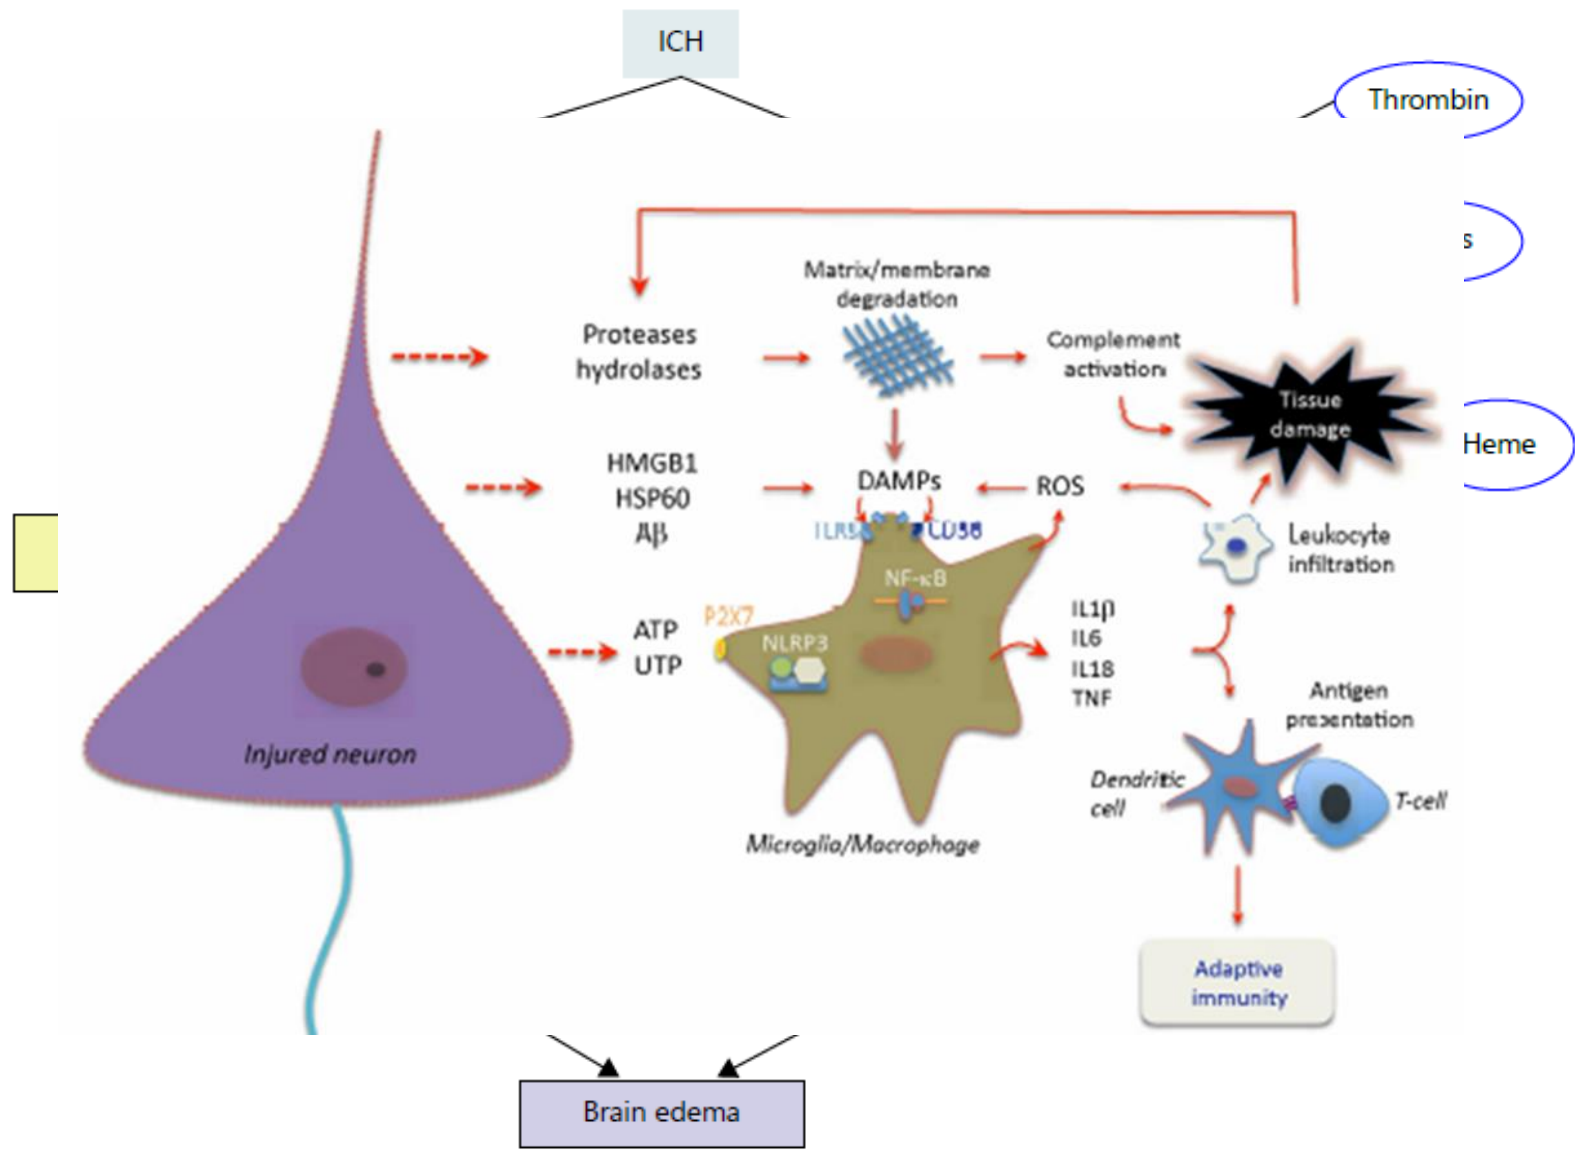 ICH
Thrombin
s
Matrix/membrane
degradation
Proteases
hydrolases
Complement
activation
Tissue
damage
Heme
HMGB1
HSP60
Aβ
DAMPs
ROS
Leukocyte
infiltration
NF-κB
ATP
UTP
P2X7
NLRP3
IL1β
IL6
IL18
TNF
Antigen
presentation
Injured neuron
Dendritic
cell
T-cell
Microglia/Macrophage
Adaptive
immunity
Brain edema